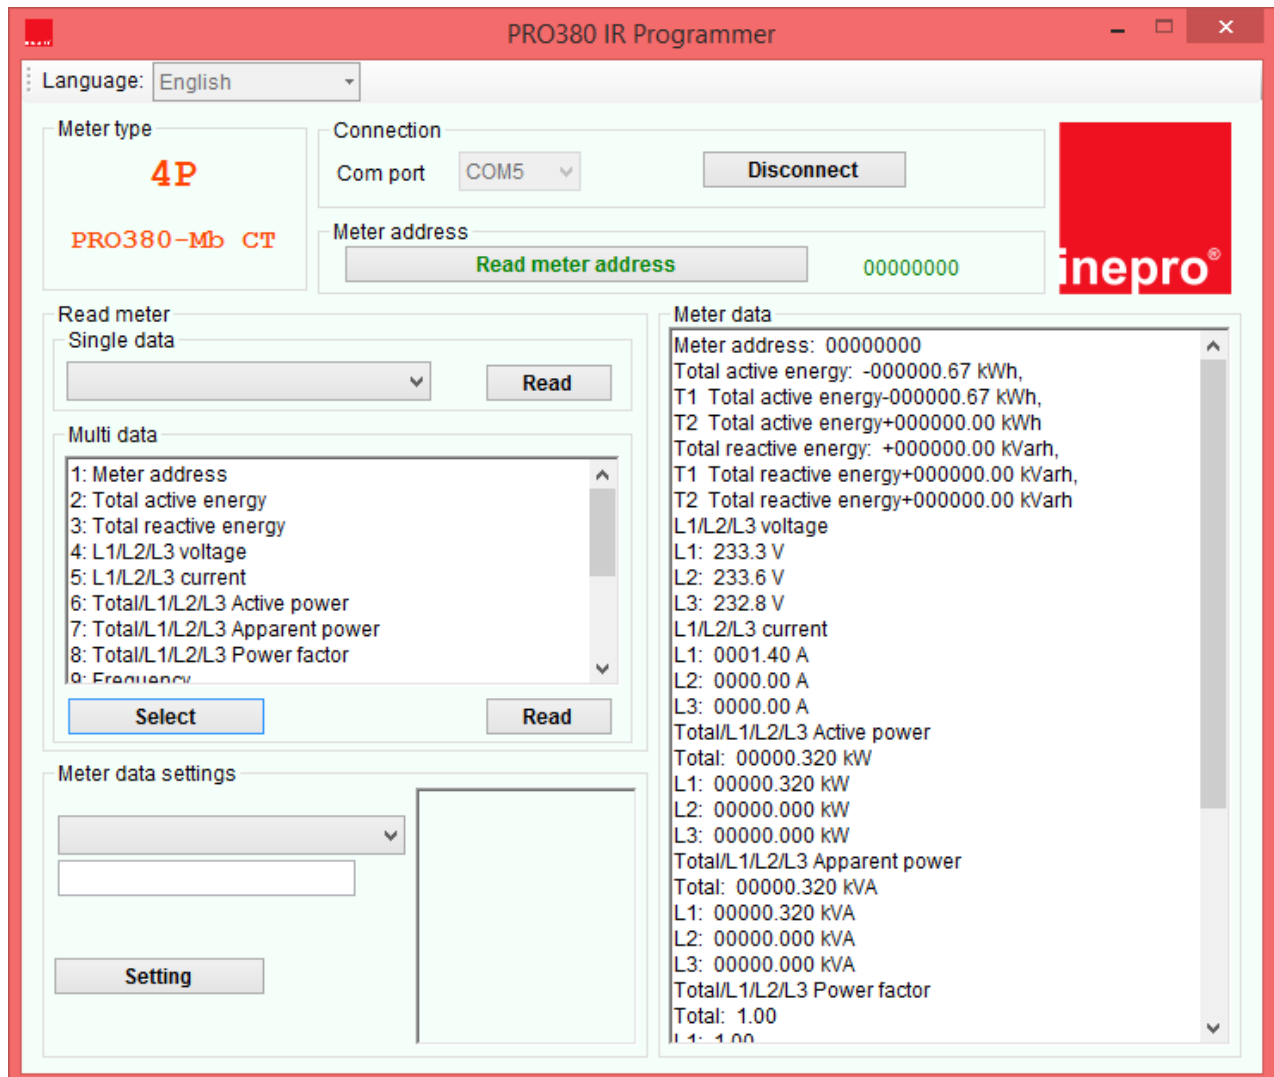 PRO380 IR Programmer
Language: English
Meter type
4P
PRO380-Mb CT
Connection
Com port COM5 Disconnect
Meter address
Read meter address 00000000
inepro®
Read meter
Single data
Read
Multi data
1: Meter address
2: Total active energy
3: Total reactive energy
4: L1/L2/L3 voltage
5: L1/L2/L3 current
6: Total/L1/L2/L3 Active power
7: Total/L1/L2/L3 Apparent power
8: Total/L1/L2/L3 Power factor
9: Frequency
Select Read
Meter data settings
Setting
Meter data
Meter address: 00000000
Total active energy: -000000.67 kWh,
T1 Total active energy-000000.67 kWh,
T2 Total active energy+000000.00 kWh
Total reactive energy: +000000.00 kVarh,
T1 Total reactive energy+000000.00 kVarh,
T2 Total reactive energy+000000.00 kVarh
L1/L2/L3 voltage
L1: 233.3 V
L2: 233.6 V
L3: 232.8 V
L1/L2/L3 current
L1: 0001.40 A
L2: 0000.00 A
L3: 0000.00 A
Total/L1/L2/L3 Active power
Total: 00000.320 kW
L1: 00000.320 kW
L2: 00000.000 kW
L3: 00000.000 kW
Total/L1/L2/L3 Apparent power
Total: 00000.320 kVA
L1: 00000.320 kVA
L2: 00000.000 kVA
L3: 00000.000 kVA
Total/L1/L2/L3 Power factor
Total: 1.00
L1: 1.00